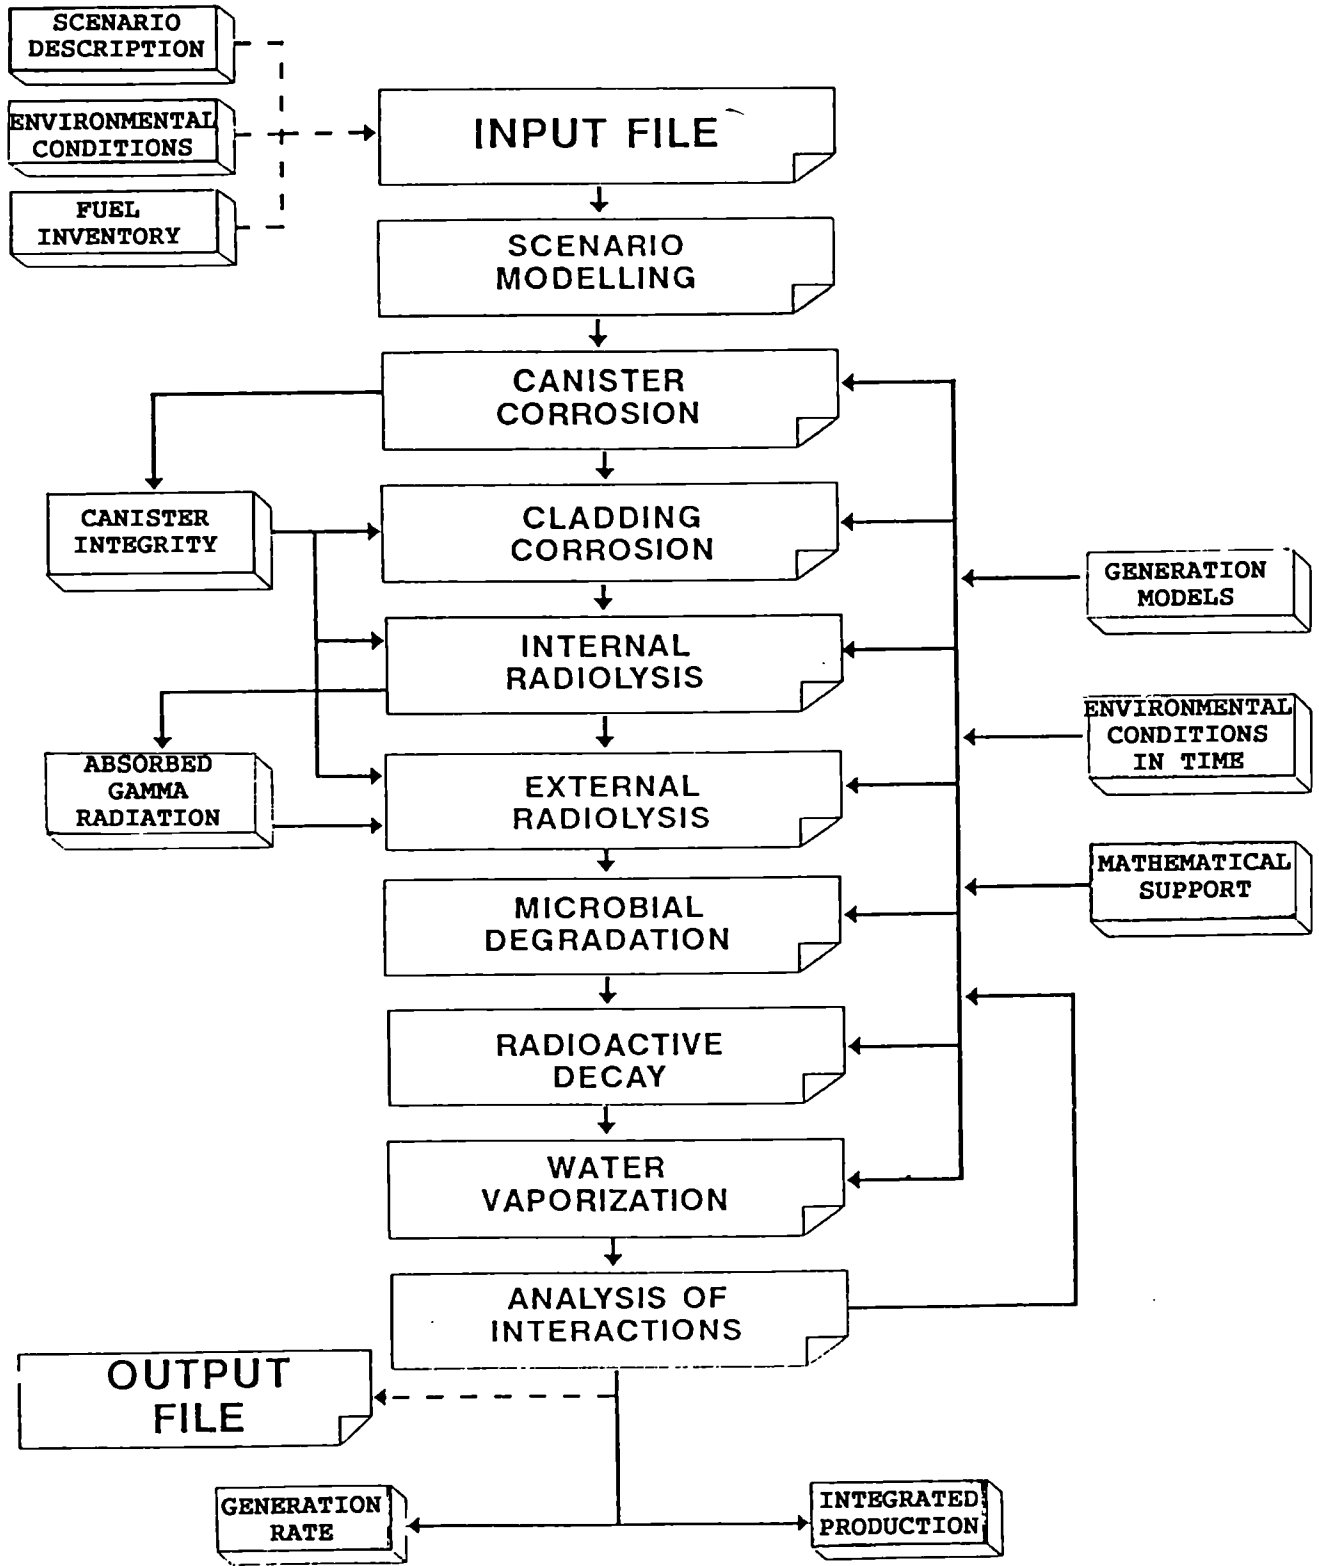 SCENARIO
DESCRIPTION
ENVIRONMENTAL
CONDITIONS
FUEL
INVENTORY
INPUT FILE
SCENARIO
MODELLING
CANISTER
CORROSION
CANISTER
INTEGRITY
CLADDING
CORROSION
GENERATION
MODELS
INTERNAL
RADIOLYSIS
ENVIRONMENTAL
CONDITIONS
IN TIME
ABSORBED
GAMMA
RADIATION
EXTERNAL
RADIOLYSIS
MATHEMATICAL
SUPPORT
MICROBIAL
DEGRADATION
RADIOACTIVE
DECAY
WATER
VAPORIZATION
ANALYSIS OF
INTERACTIONS
OUTPUT
FILE
GENERATION
RATE
INTEGRATED
PRODUCTION